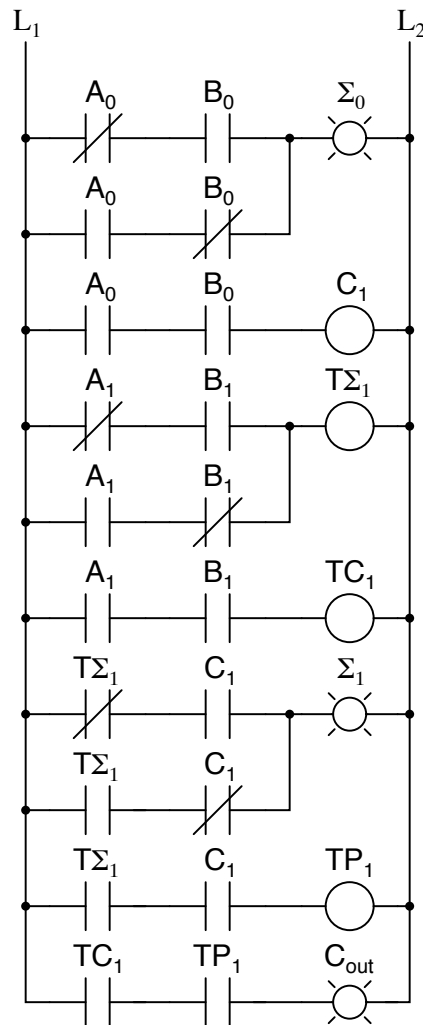 L₁ L₂
A₀ B₀ Σ₀
A₀ B₀
A₀ B₀ C₁
A₁ B₁ TΣ₁
A₁ B₁
A₁ B₁ TC₁
TΣ₁ C₁ Σ₁
TΣ₁ C₁
TΣ₁ C₁ TP₁
TC₁ TP₁ Cout